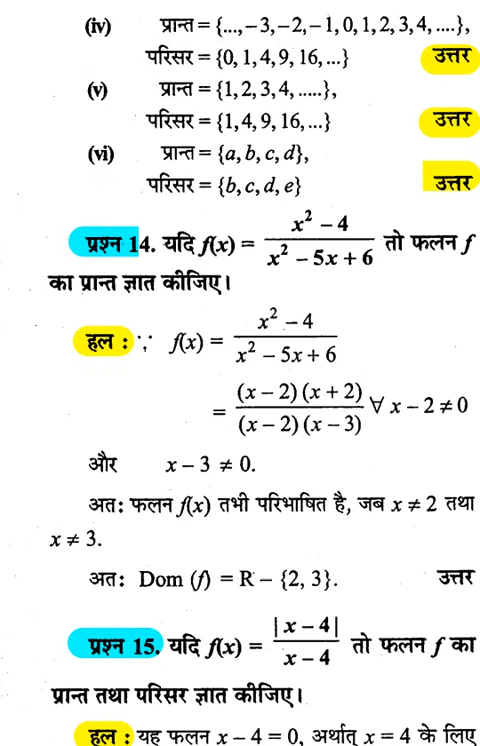 (iv) प्रान्त = {...,−3,−2,−1,0,1,2,3,4,....},
परिसर = {0,1,4,9,16,...} उत्तर
(v) प्रान्त = {1,2,3,4,.....},
परिसर = {1,4,9,16,...} उत्तर
(vi) प्रान्त = {a,b,c,d},
परिसर = {b,c,d,e} उत्तर
प्रश्न 14. यदि f(x) = (x² − 4)/(x² − 5x + 6) तो फलन f
का प्रान्त ज्ञात कीजिए।
हल : ∵ f(x) = (x² − 4)/(x² − 5x + 6)
= ((x − 2)(x + 2))/((x − 2)(x − 3)) ∀ x − 2 ≠ 0
और x − 3 ≠ 0.
अतः फलन f(x) तभी परिभाषित है, जब x ≠ 2 तथा
x ≠ 3.
अतः Dom (f) = R − {2, 3}. उत्तर
प्रश्न 15. यदि f(x) = |x − 4|/(x − 4) तो फलन f का
प्रान्त तथा परिसर ज्ञात कीजिए।
हल : यह फलन x − 4 = 0, अर्थात् x = 4 के लिए